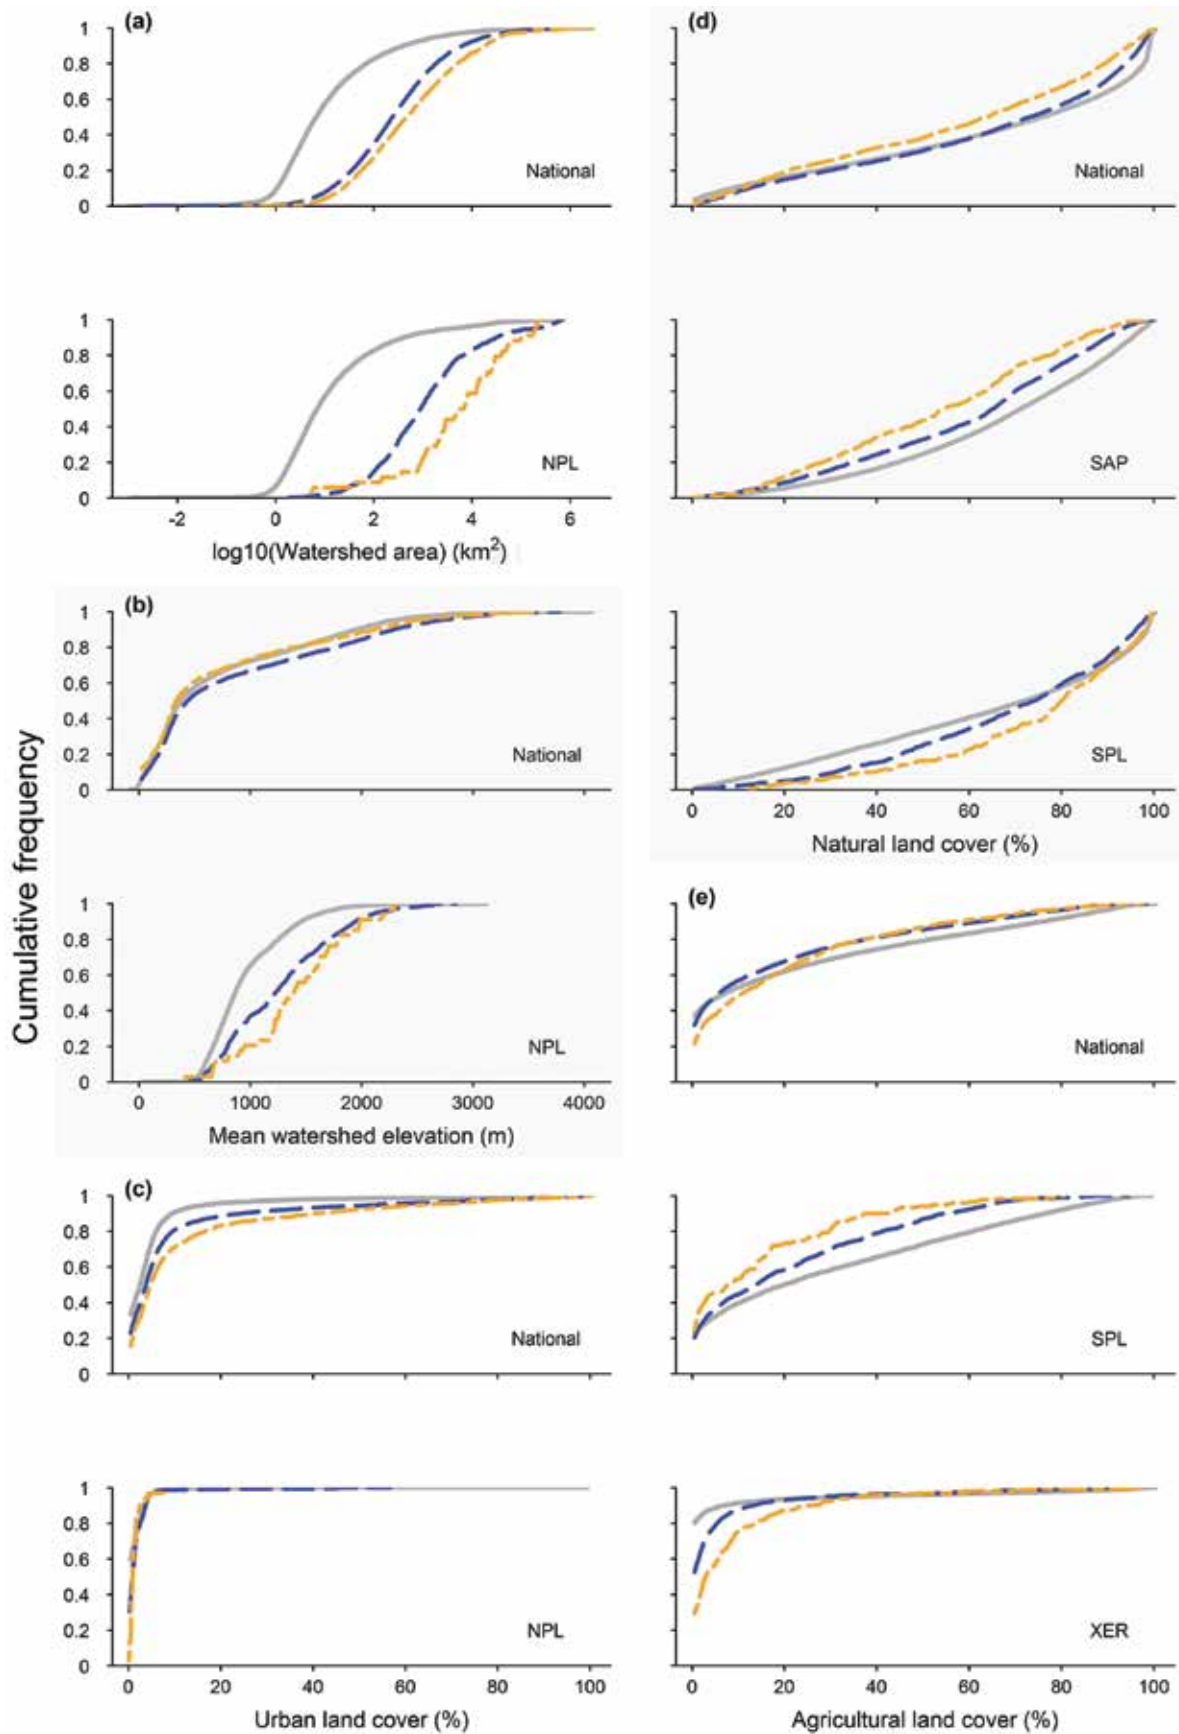 Cumulative frequency
(a)
1
0.8
0.6
0.4
0.2
0
National
1
0.8
0.6
0.4
0.2
0
NPL
-2 0 2 4 6
log10(Watershed area) (km²)
(b)
1
0.8
0.6
0.4
0.2
0
National
1
0.8
0.6
0.4
0.2
0
NPL
0 1000 2000 3000 4000
Mean watershed elevation (m)
(c)
1
0.8
0.6
0.4
0.2
0
National
1
0.8
0.6
0.4
0.2
0
NPL
0 20 40 60 80 100
Urban land cover (%)
(d)
National
SAP
SPL
0 20 40 60 80 100
Natural land cover (%)
(e)
National
SPL
XER
0 20 40 60 80 100
Agricultural land cover (%)